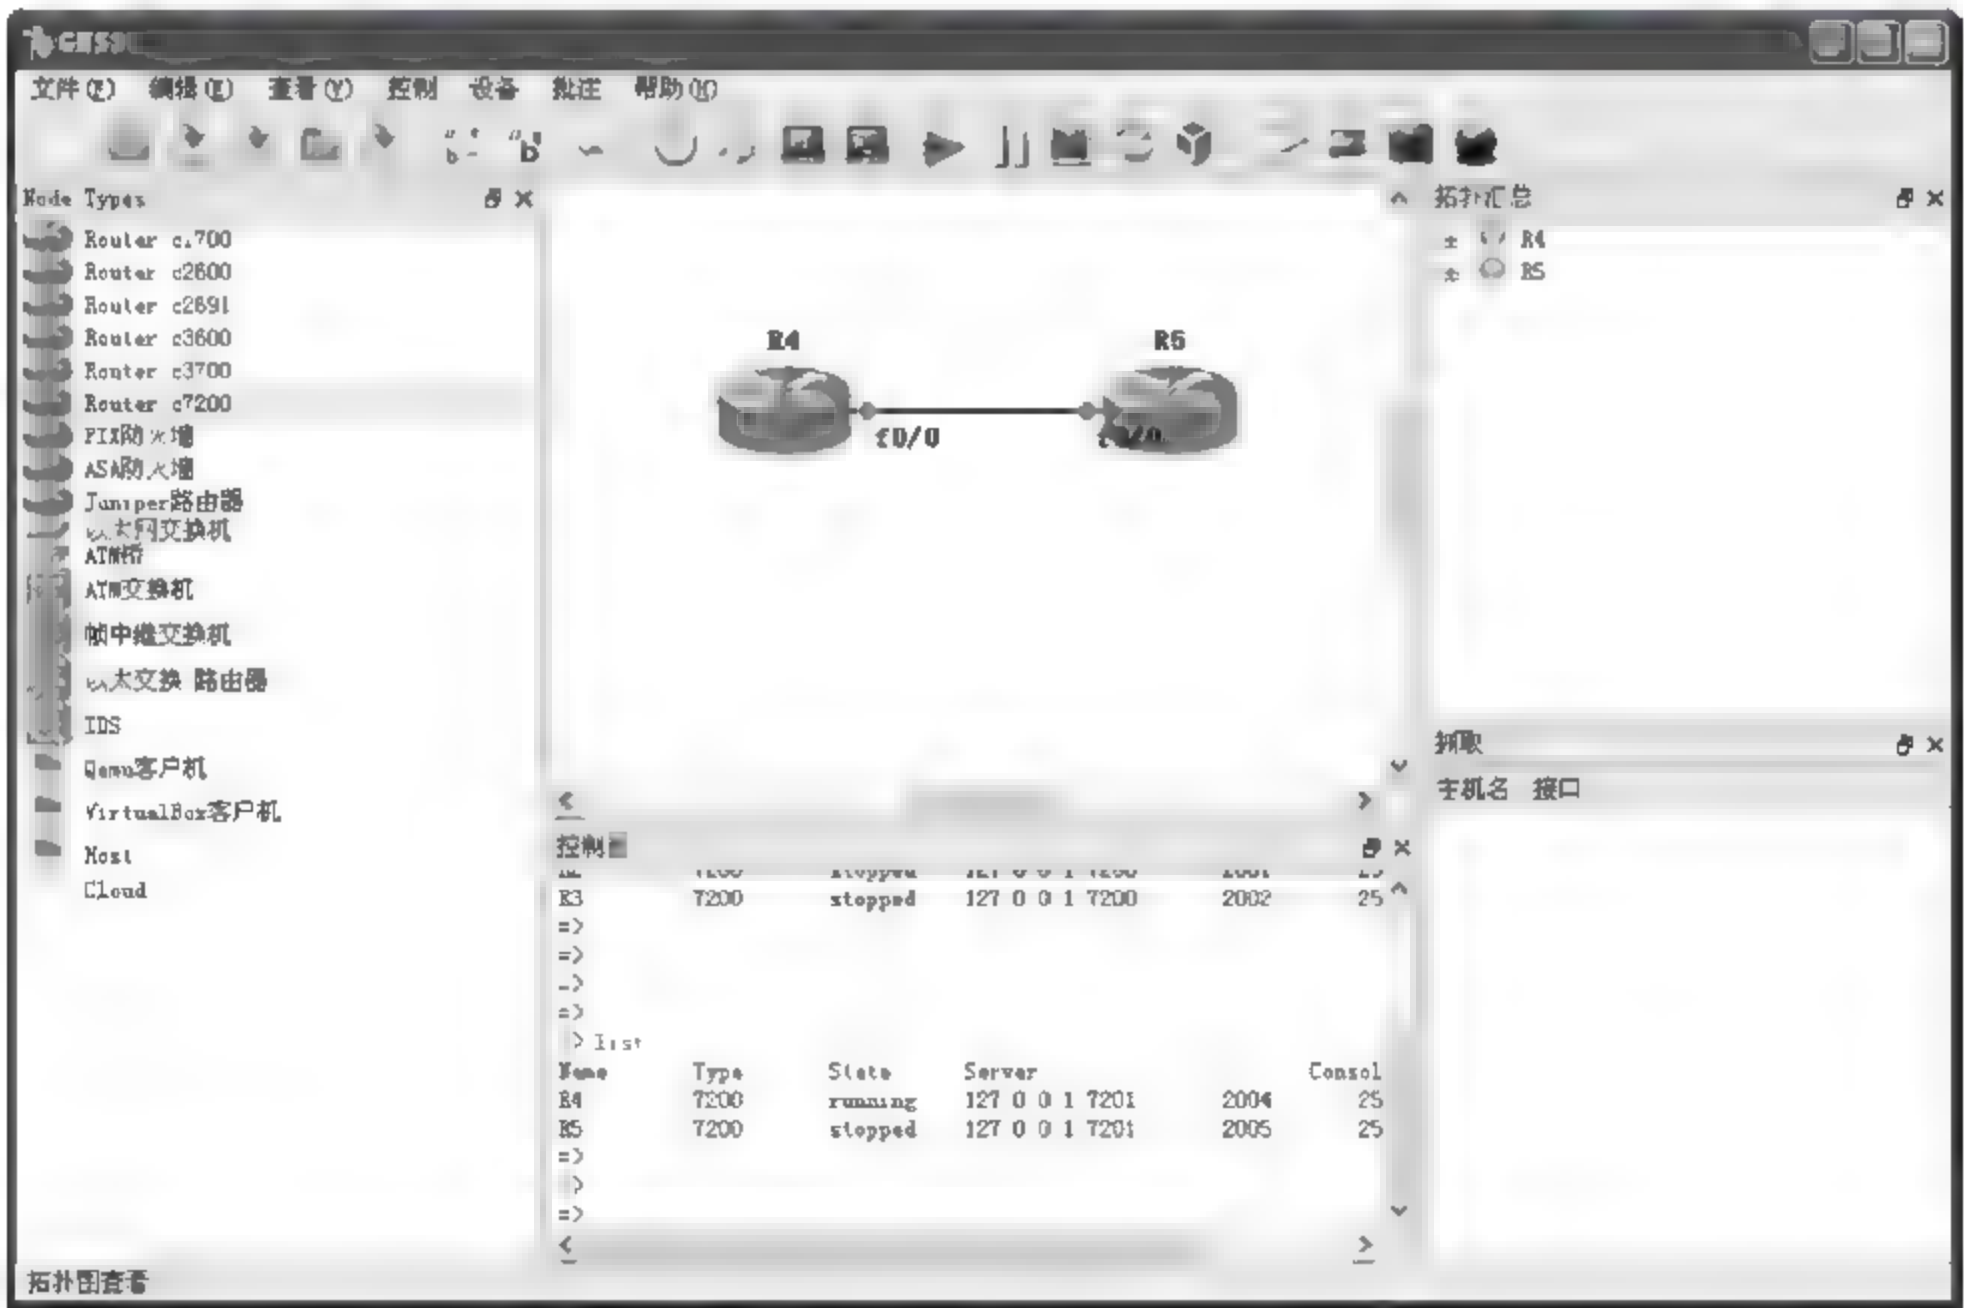 GNS3
文件(F) 编辑(E) 查看(V) 控制 设备 批注 帮助(H)
Node Types
Router c1700
Router c2600
Router c2691
Router c3600
Router c3700
Router c7200
PIX防火墙
ASA防火墙
Juniper路由器
以太网交换机
ATM桥
ATM交换机
帧中继交换机
以太交换 路由器
IDS
Qemu客户机
VirtualBox客户机
Host
Cloud
R4
R5
f0/0
f0/0
拓扑汇总
R4
R5
抓取
主机名 接口
控制
R3 7200 stopped 127 0 0 1 7200 2002 25
=>
=>
=>
=>
> list
Name Type State Server Consol
R4 7200 running 127 0 0 1 7201 2004 25
R5 7200 stopped 127 0 0 1 7201 2005 25
=>
=>
=>
拓扑图查看